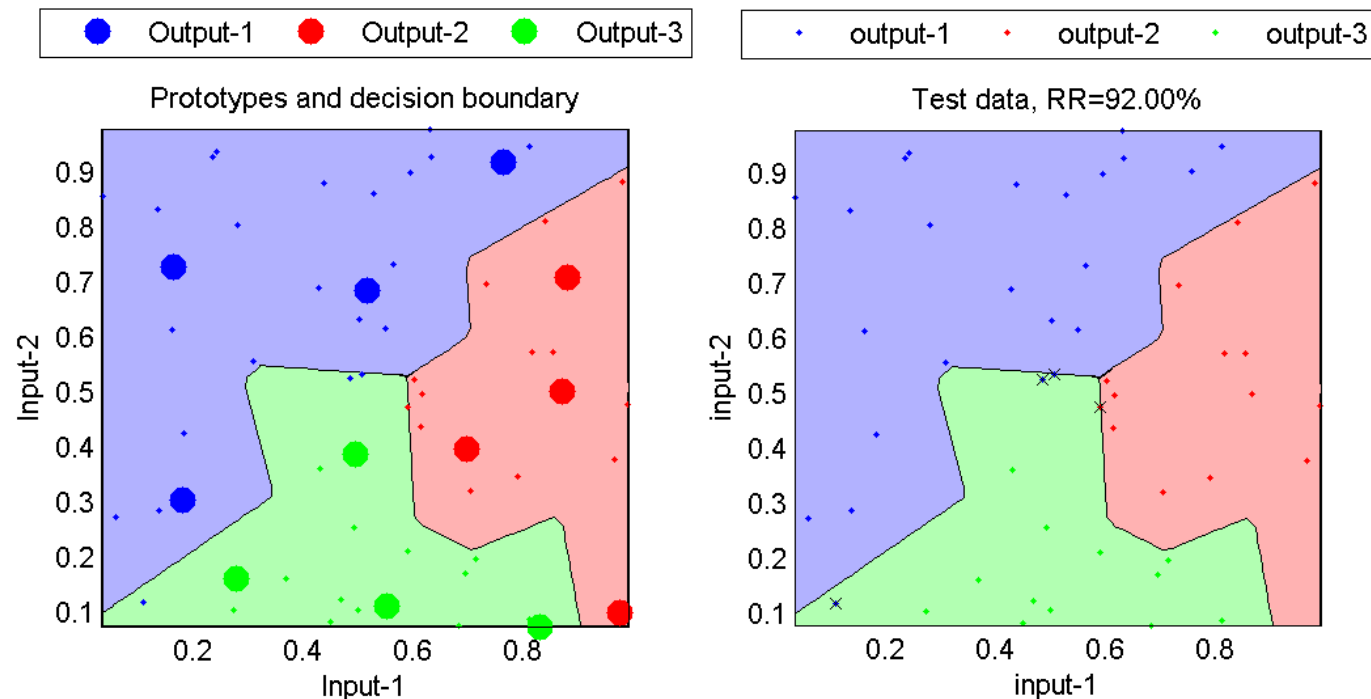 Output-1 Output-2 Output-3
output-1 output-2 output-3
Prototypes and decision boundary
0.9
0.8
0.7
0.6
0.5
0.4
0.3
0.2
0.1
Input-2
0.2 0.4 0.6 0.8
Input-1
Test data, RR=92.00%
0.9
0.8
0.7
0.6
0.5
0.4
0.3
0.2
0.1
input-2
0.2 0.4 0.6 0.8
input-1